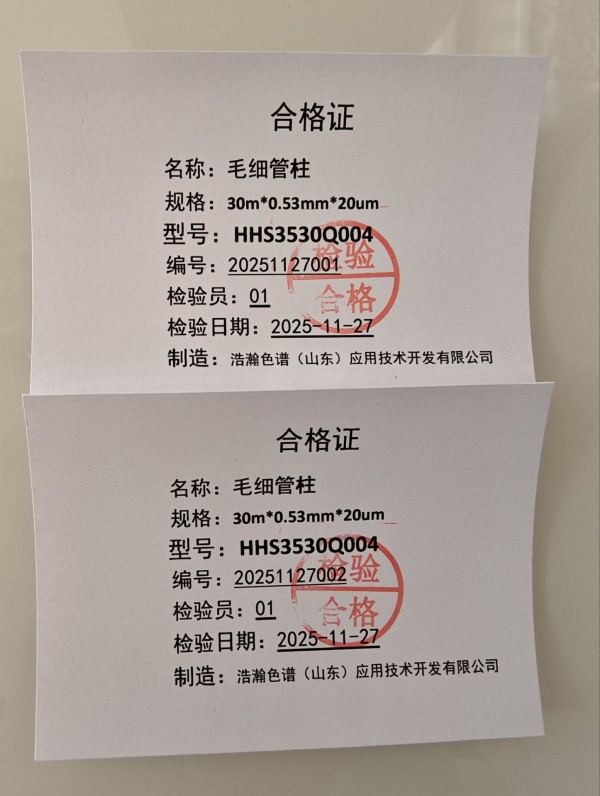 合格证
名称：毛细管柱
规格：30m*0.53mm*20um
型号：HHS3530Q004
编号：20251127001
检验员：01
检验日期：2025-11-27
制造：浩瀚色谱（山东）应用技术开发有限公司
检验
合格
合格证
名称：毛细管柱
规格：30m*0.53mm*20um
型号：HHS3530Q004
编号：20251127002
检验员：01
检验日期：2025-11-27
制造：浩瀚色谱（山东）应用技术开发有限公司
检验
合格